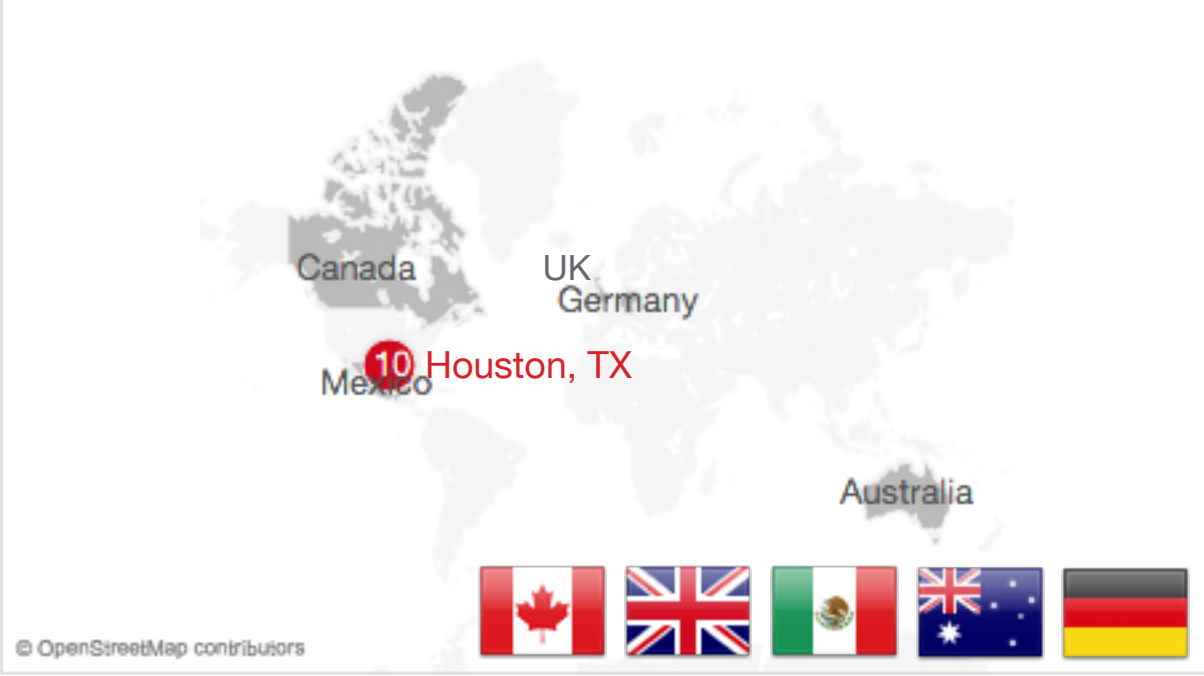 Canada
UK
Germany
10 Houston, TX
Mexico
Australia
© OpenStreetMap contributors